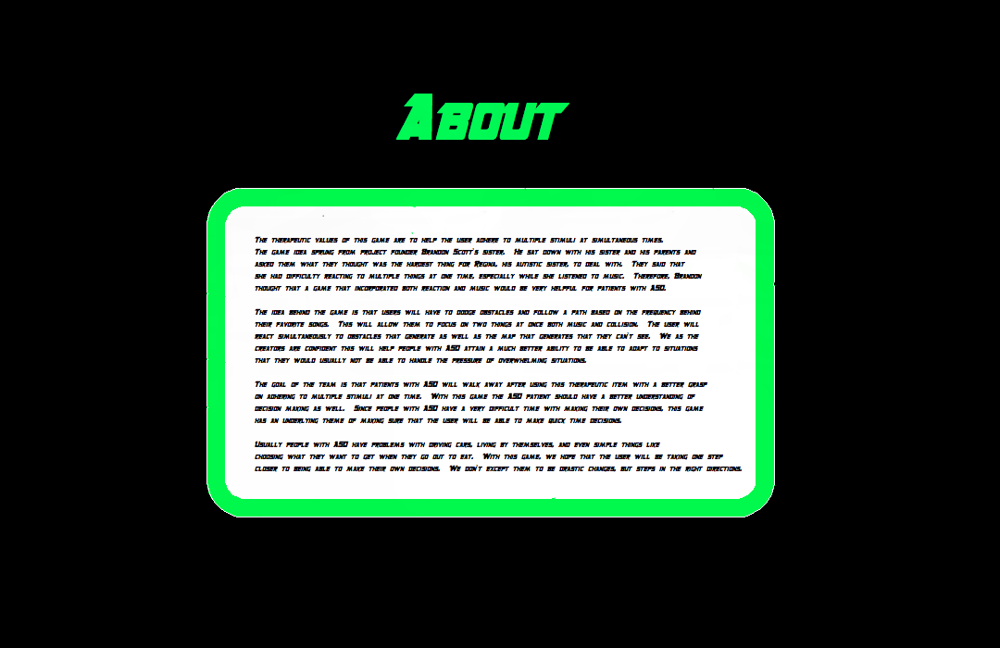 About
The therapeutic values of this game are to help the user adhere to multiple stimuli at simultaneous times.
The game idea sprung from project founder Brandon Scott's sister. He sat down with his sister and his parents and
asked them what they thought was the hardest thing for Regina, his autistic sister, to deal with. They said that
she had difficulty reacting to multiple things at one time, especially while she listened to music. Therefore, Brandon
thought that a game that incorporated both reaction and music would be very helpful for patients with ASD.
The idea behind the game is that users will have to dodge obstacles and follow a path based on the frequency behind
their favorite songs. This will allow them to focus on two things at once both music and collision. The user will
react simultaneously to obstacles that generate as well as the map that generates that they can't see. We as the
creators are confident this will help people with ASD attain a much better ability to be able to adapt to situations
that they would usually not be able to handle the pressure of overwhelming situations.
The goal of the team is that patients with ASD will walk away after using this therapeutic item with a better grasp
on adhering to multiple stimuli at one time. With this game the ASD patient should have a better understanding of
decision making as well. Since people with ASD have a very difficult time with making their own decisions, this game
has an underlying theme of making sure that the user will be able to make quick time decisions.
Usually people with ASD have problems with driving cars, living by themselves, and even simple things like
choosing what they want to get when they go out to eat. With this game, we hope that the user will be taking one step
closer to being able to make their own decisions. We don't except them to be drastic changes, but steps in the right directions.